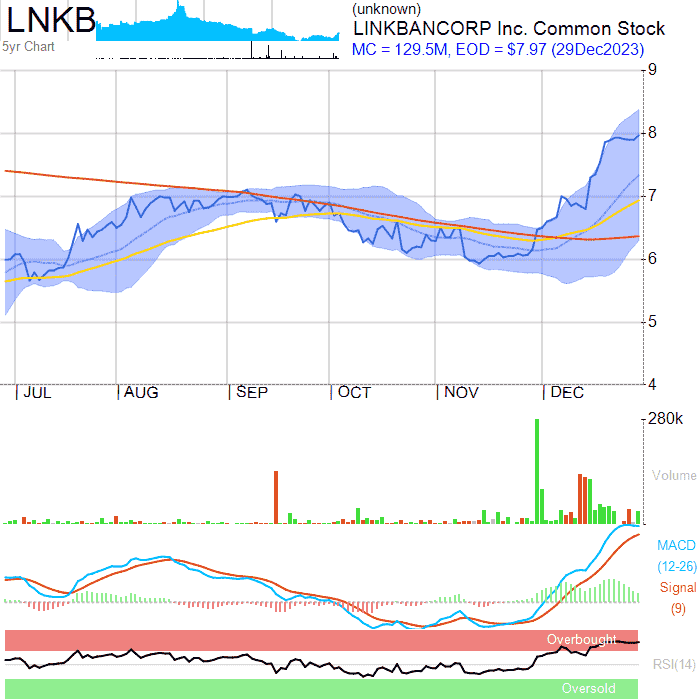 LNKB
5yr Chart
(unknown)
LINKBANCORP Inc. Common Stock
MC = 129.5M, EOD = $7.97 (29Dec2023)
9
8
7
6
5
4
JUL AUG SEP OCT NOV DEC
280k
Volume
MACD
(12-26)
Signal
(9)
Overbought
RSI(14)
Oversold